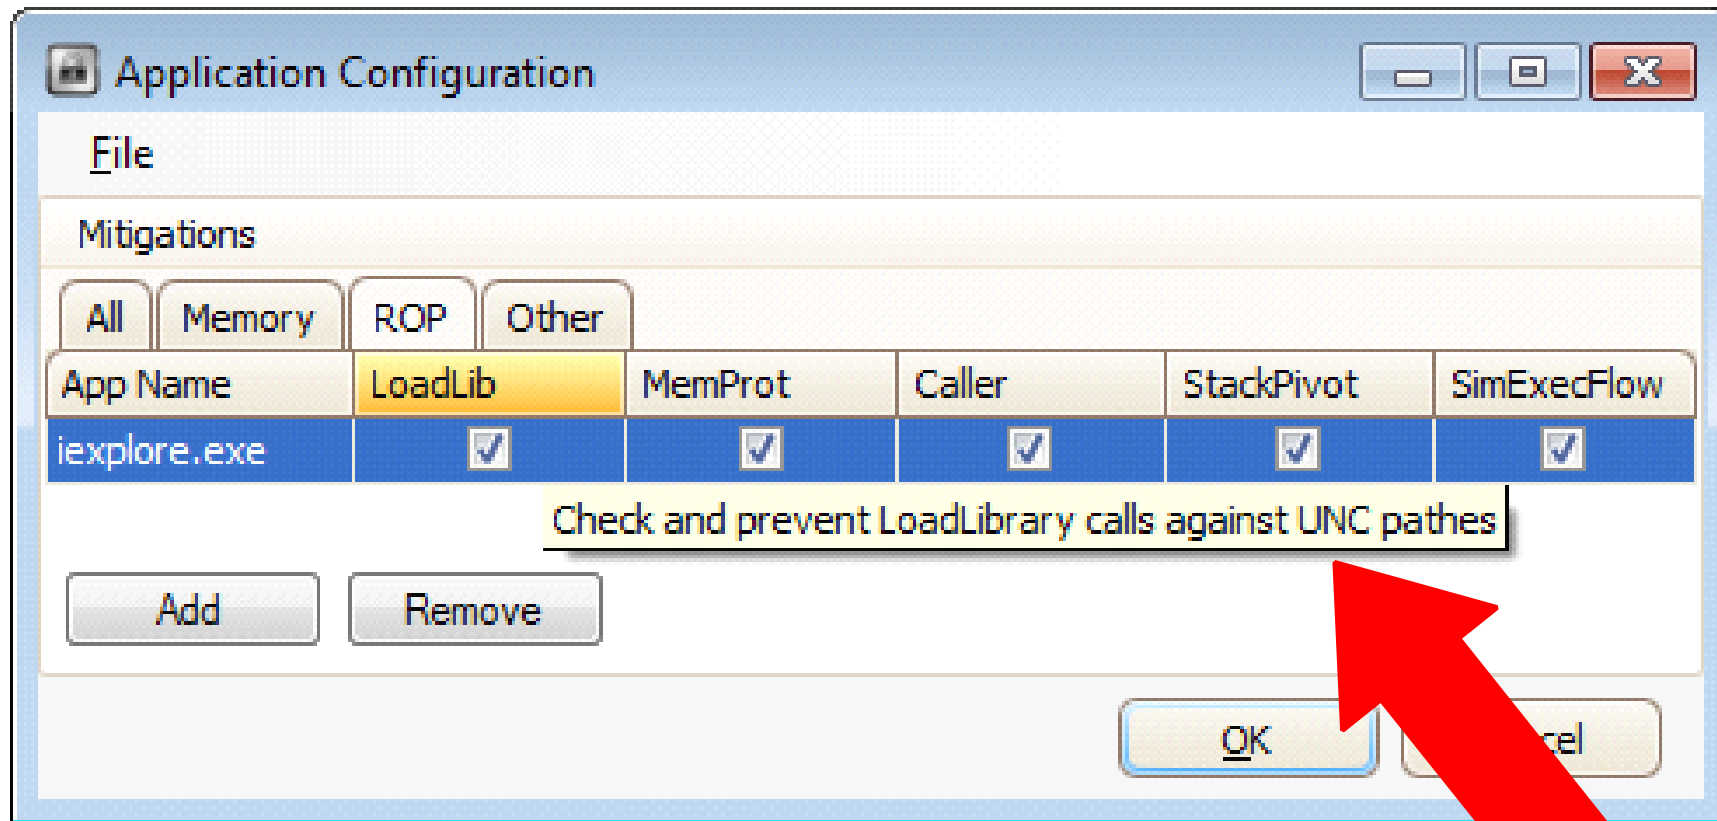 Application Configuration
File
Mitigations
All Memory ROP Other
App Name LoadLib MemProt Caller StackPivot SimExecFlow
iexplore.exe
Check and prevent LoadLibrary calls against UNC pathes
Add Remove
OK